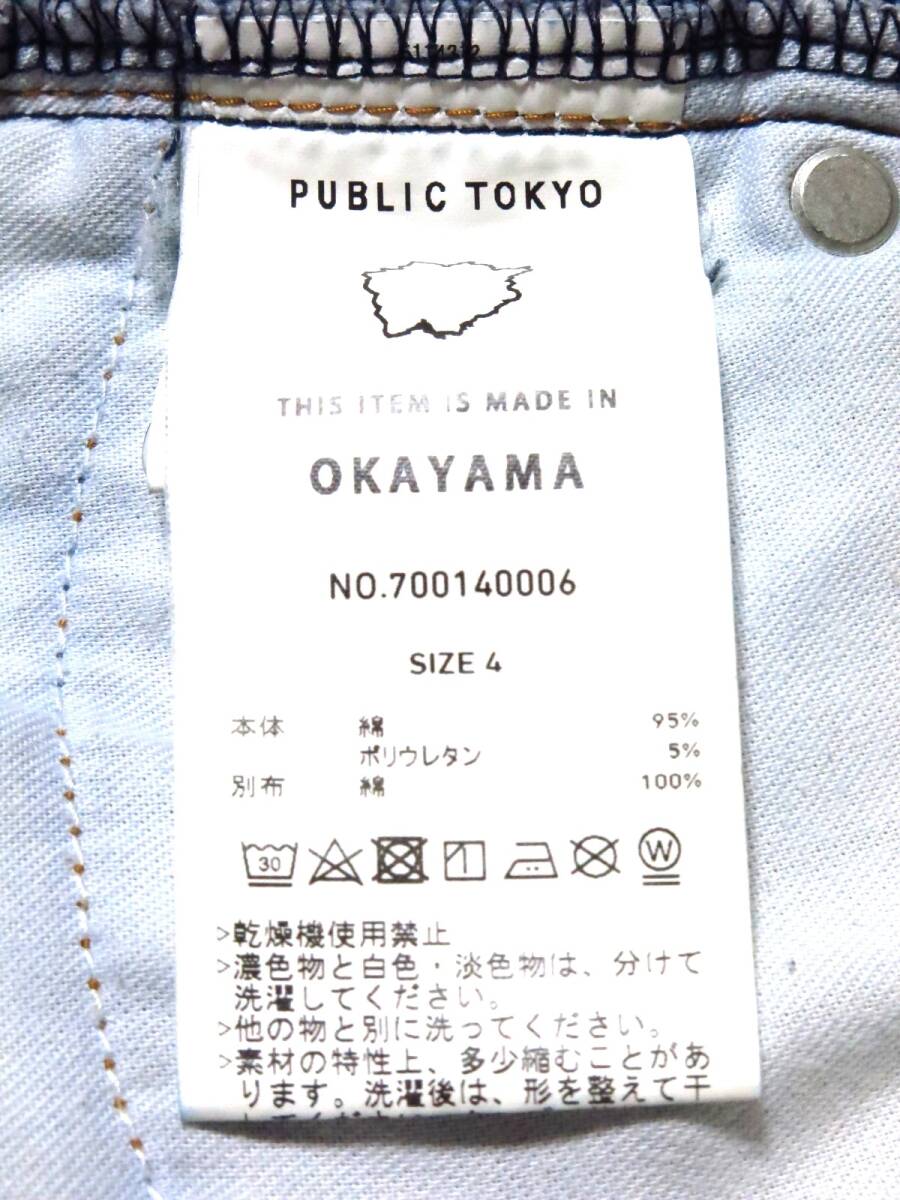 PUBLIC TOKYO
THIS ITEM IS MADE IN
OKAYAMA
NO.700140006
SIZE 4
本体 綿 95%
ポリウレタン 5%
別布 綿 100%
30 W
>乾燥機使用禁止
>濃色物と白色・淡色物は、分けて
洗濯してください。
>他の物と別に洗ってください。
>素材の特性上、多少縮むことがあ
ります。洗濯後は、形を整えて干